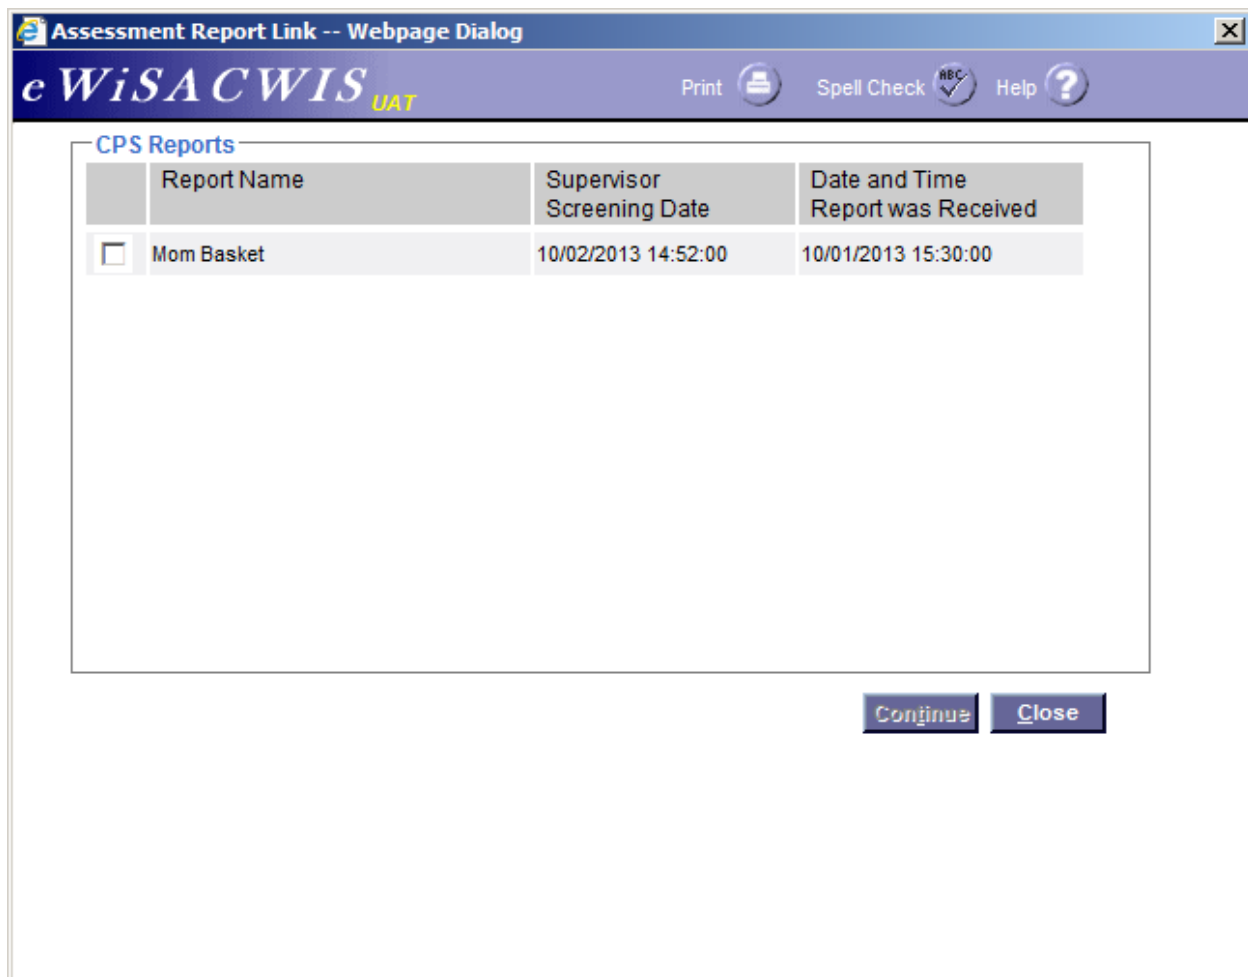 Assessment Report Link -- Webpage Dialog
e WiSACWIS UAT Print Spell Check ABC Help ?
CPS Reports
Report Name Supervisor Screening Date Date and Time Report was Received
Mom Basket 10/02/2013 14:52:00 10/01/2013 15:30:00
Continue Close